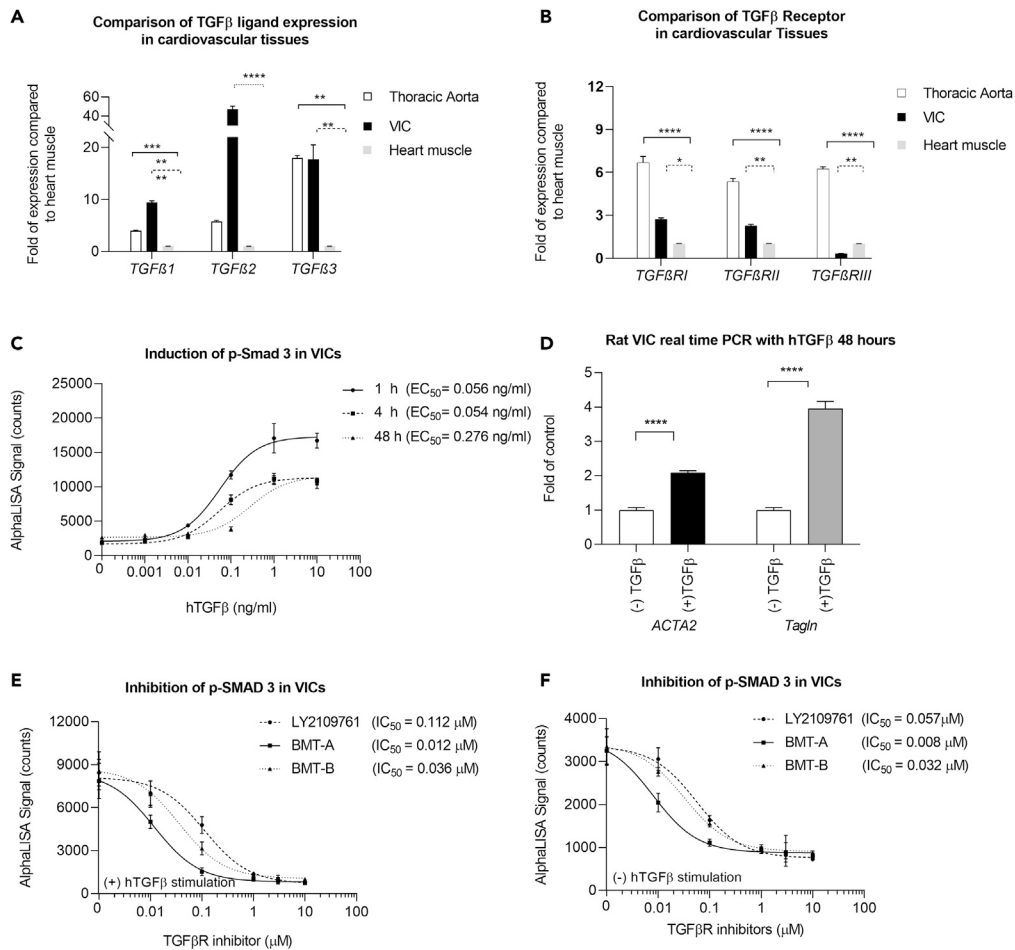 A
Comparison of TGFβ ligand expression
in cardiovascular tissues
Fold of expression compared
to heart muscle
60
40
20
10
0
***
**
**
****
**
**
Thoracic Aorta
VIC
Heart muscle
TGFß1
TGFß2
TGFß3
B
Comparison of TGFβ Receptor
in cardiovascular Tissues
Fold of expression compared
to heart muscle
12
9
6
3
0
****
*
****
**
****
**
Thoracic Aorta
VIC
Heart muscle
TGFßRI
TGFßRII
TGFßRIII
C
Induction of p-Smad 3 in VICs
AlphaLISA Signal (counts)
25000
20000
15000
10000
5000
0
1 h (EC50= 0.056 ng/ml)
4 h (EC50= 0.054 ng/ml)
48 h (EC50= 0.276 ng/ml)
0 0.001 0.01 0.1 1 10 100
hTGFβ (ng/ml)
D
Rat VIC real time PCR with hTGFβ 48 hours
Fold of control
5
4
3
2
1
0
****
****
(-) TGFβ
(+)TGFβ
(-) TGFβ
(+)TGFβ
ACTA2
Tagln
E
Inhibition of p-SMAD 3 in VICs
AlphaLISA Signal (counts)
12000
9000
6000
3000
0
LY2109761 (IC50 = 0.112 μM)
BMT-A (IC50 = 0.012 μM)
BMT-B (IC50 = 0.036 μM)
(+) hTGFβ stimulation
0 0.01 0.1 1 10 100
TGFβR inhibitor (μM)
F
Inhibition of p-SMAD 3 in VICs
AlphaLISA Signal (counts)
4000
3000
2000
1000
0
LY2109761 (IC50 = 0.057μM)
BMT-A (IC50 = 0.008 μM)
BMT-B (IC50 = 0.032 μM)
(-) hTGFβ stimulation
0 0.01 0.1 1 10 100
TGFβR inhibitors (μM)